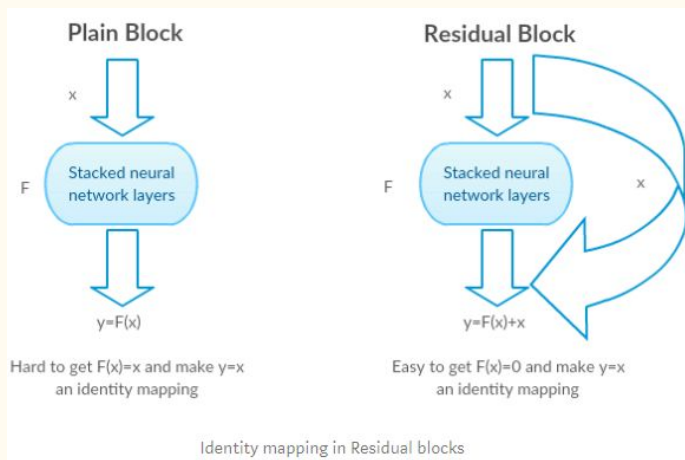 Plain Block
x
F
Stacked neural
network layers
y=F(x)
Hard to get F(x)=x and make y=x
an identity mapping
Residual Block
x
F
Stacked neural
network layers
x
y=F(x)+x
Easy to get F(x)=0 and make y=x
an identity mapping
Identity mapping in Residual blocks